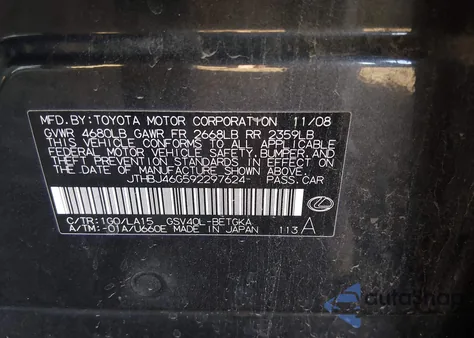 MFD.BY:TOYOTA MOTOR CORPORATION 11/08
GVWR 4680LB GAWR FR 2668LB RR 2359LB
THIS VEHICLE CONFORMS TO ALL APPLICABLE
FEDERAL MOTOR VEHICLE SAFETY,BUMPER, AND
THEFT PREVENTION STANDARDS IN EFFECT ON
THE DATE OF MANUFACTURE SHOWN ABOVE.
JTHBJ46G592297624 PASS.CAR
C/TR:1G0/LA15 GSV40L-BETGKA
A/TM:-01A/U660E MADE IN JAPAN 113 A
autoShop